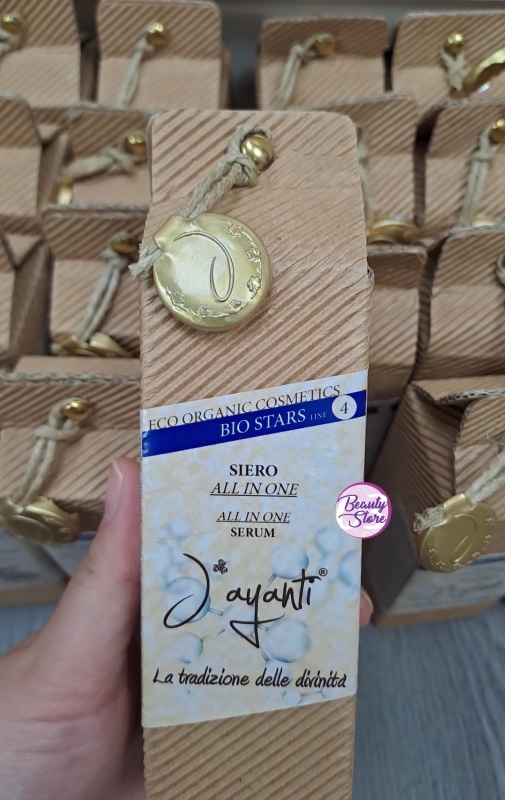 ECO ORGANIC COSMETICS
BIO STARS LINE 4
SIERO
ALL IN ONE
ALL IN ONE
SERUM
J'ayanti®
La tradizione delle divinità
Beauty
Store